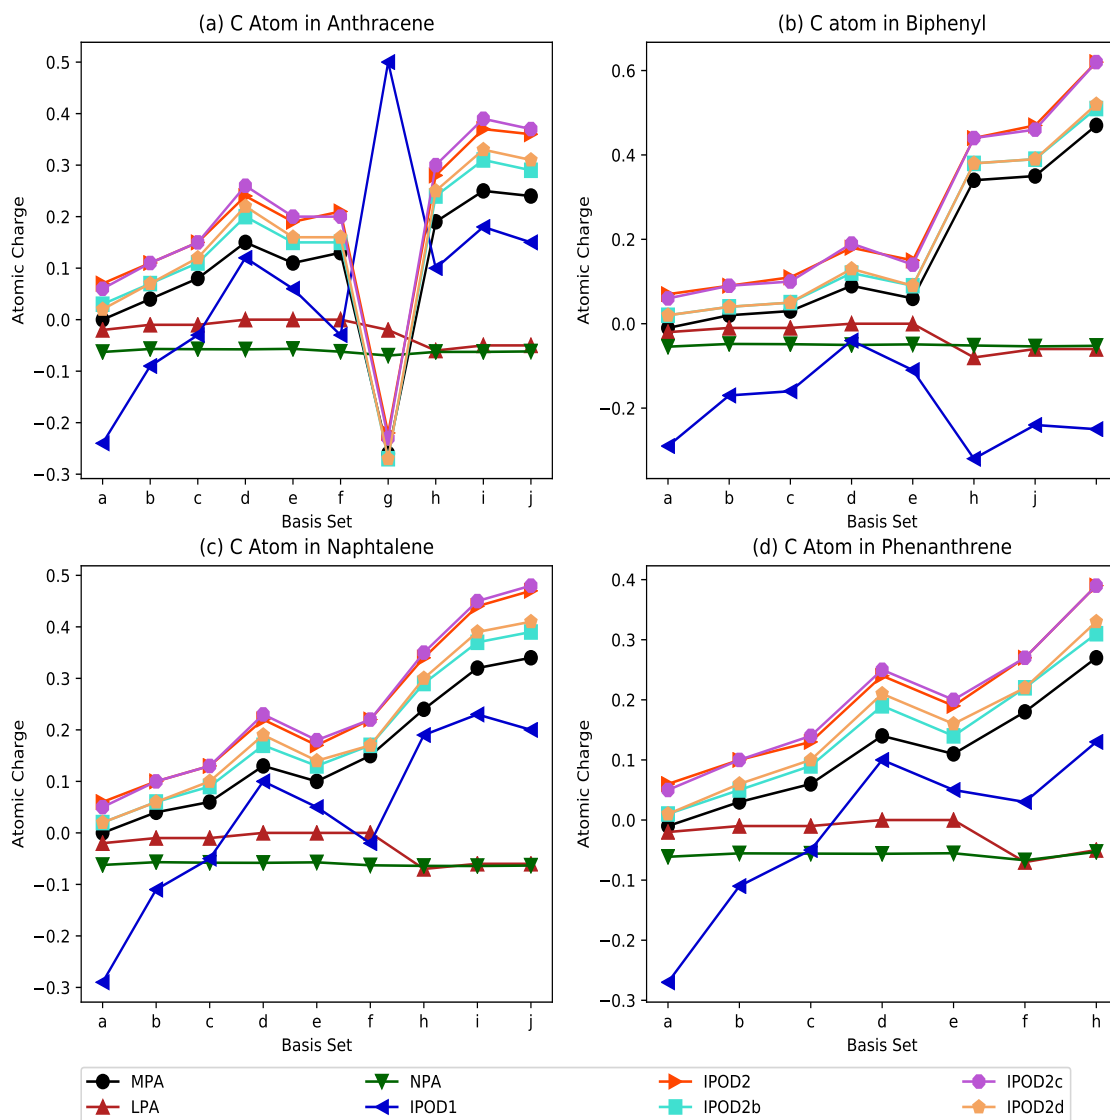 (a) C Atom in Anthracene
Atomic Charge
0.5
0.4
0.3
0.2
0.1
0.0
−0.1
−0.2
−0.3
a b c d e f g h i j
Basis Set
(b) C atom in Biphenyl
Atomic Charge
0.6
0.4
0.2
0.0
−0.2
a b c d e h j h
Basis Set
(c) C Atom in Naphtalene
Atomic Charge
0.5
0.4
0.3
0.2
0.1
0.0
−0.1
−0.2
−0.3
a b c d e f h i j
Basis Set
(d) C Atom in Phenanthrene
Atomic Charge
0.4
0.3
0.2
0.1
0.0
−0.1
−0.2
−0.3
a b c d e f h
Basis Set
MPA NPA IPOD2 IPOD2c
LPA IPOD1 IPOD2b IPOD2d